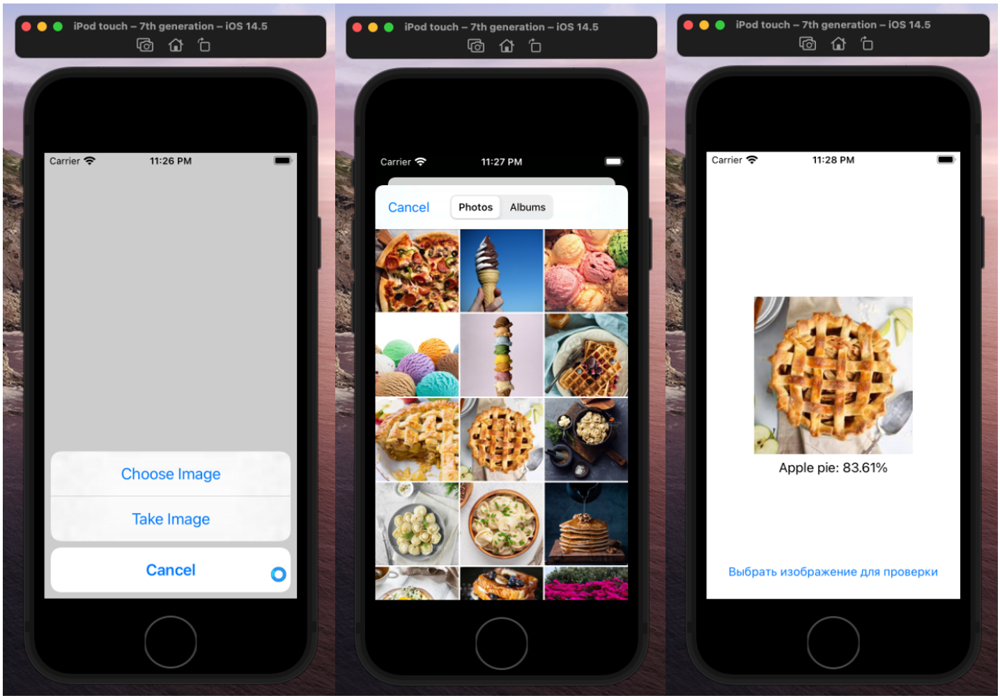 iPod touch – 7th generation – iOS 14.5
Carrier
11:26 PM
Choose Image
Take Image
Cancel
iPod touch – 7th generation – iOS 14.5
Carrier
11:27 PM
Cancel
Photos
Albums
iPod touch – 7th generation – iOS 14.5
Carrier
11:28 PM
Apple pie: 83.61%
Выбрать изображение для проверки